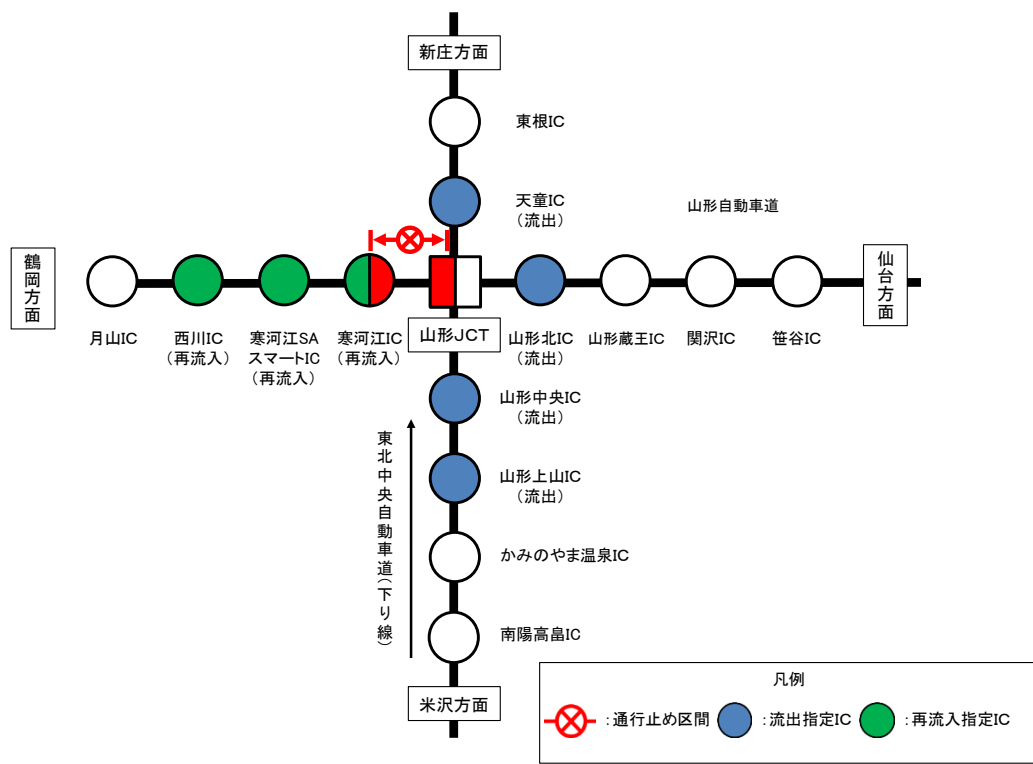 新庄方面
東根IC
天童IC
（流出）
山形自動車道
鶴岡方面
仙台方面
月山IC
西川IC
（再流入）
寒河江SA
スマートIC
（再流入）
寒河江IC
（再流入）
山形JCT
山形北IC
（流出）
山形蔵王IC
関沢IC
笹谷IC
山形中央IC
（流出）
東北中央自動車道（下り線）
山形上山IC
（流出）
かみのやま温泉IC
南陽高畠IC
米沢方面
凡例
：通行止め区間
：流出指定IC
：再流入指定IC